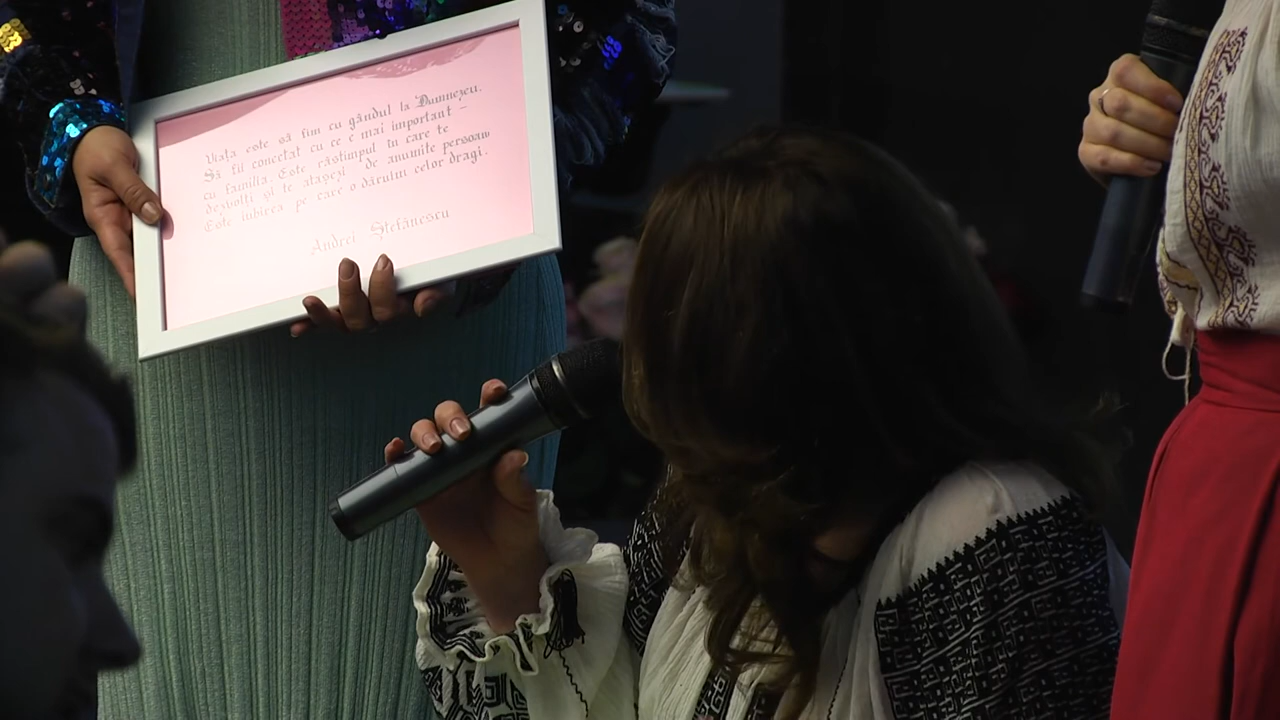 Viața este să fim cu gândul la Dumnezeu.
Să fii conectat cu ce e mai important –
cu familia. Este răstimpul în care te
dezvolți și te atașezi de anumite persoane
Este iubirea pe care o dăruim celor dragi.
Andrei Ștefănescu